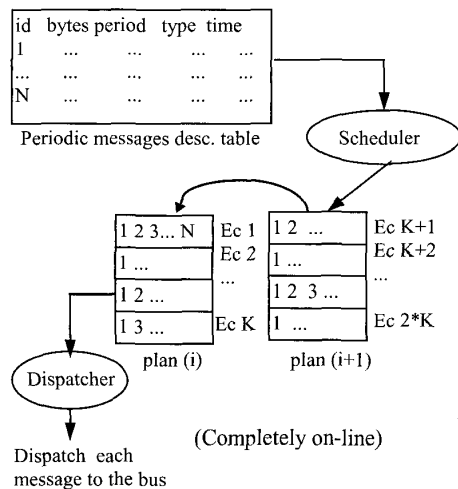 id bytes period type time
1 ... ... ... ...
... ... ... ... ...
N ... ... ... ...
Periodic messages desc. table
Scheduler
1 2 3... N Ec 1
1 ... Ec 2
...
1 2 ...
1 3 ... Ec K
plan (i)
1 2 ... Ec K+1
1 ... Ec K+2
...
1 2 3 ...
1 ... Ec 2*K
plan (i+1)
Dispatcher
(Completely on-line)
Dispatch each
message to the bus